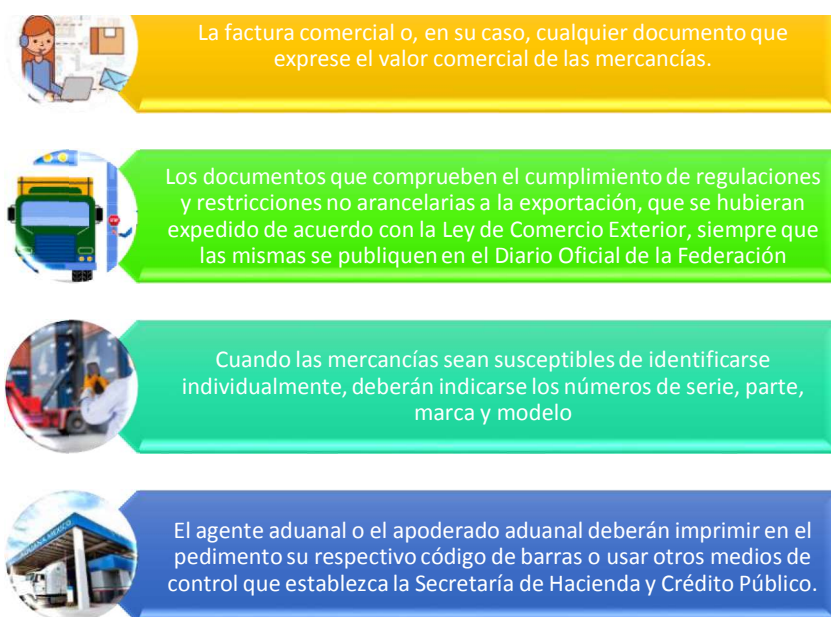 La factura comercial o, en su caso, cualquier documento que
exprese el valor comercial de las mercancías.
Los documentos que comprueben el cumplimiento de regulaciones
y restricciones no arancelarias a la exportación, que se hubieran
expedido de acuerdo con la Ley de Comercio Exterior, siempre que
las mismas se publiquen en el Diario Oficial de la Federación
Cuando las mercancías sean susceptibles de identificarse
individualmente, deberán indicarse los números de serie, parte,
marca y modelo
ADUANA MEXICO
El agente aduanal o el apoderado aduanal deberán imprimir en el
pedimento su respectivo código de barras o usar otros medios de
control que establezca la Secretaría de Hacienda y Crédito Público.